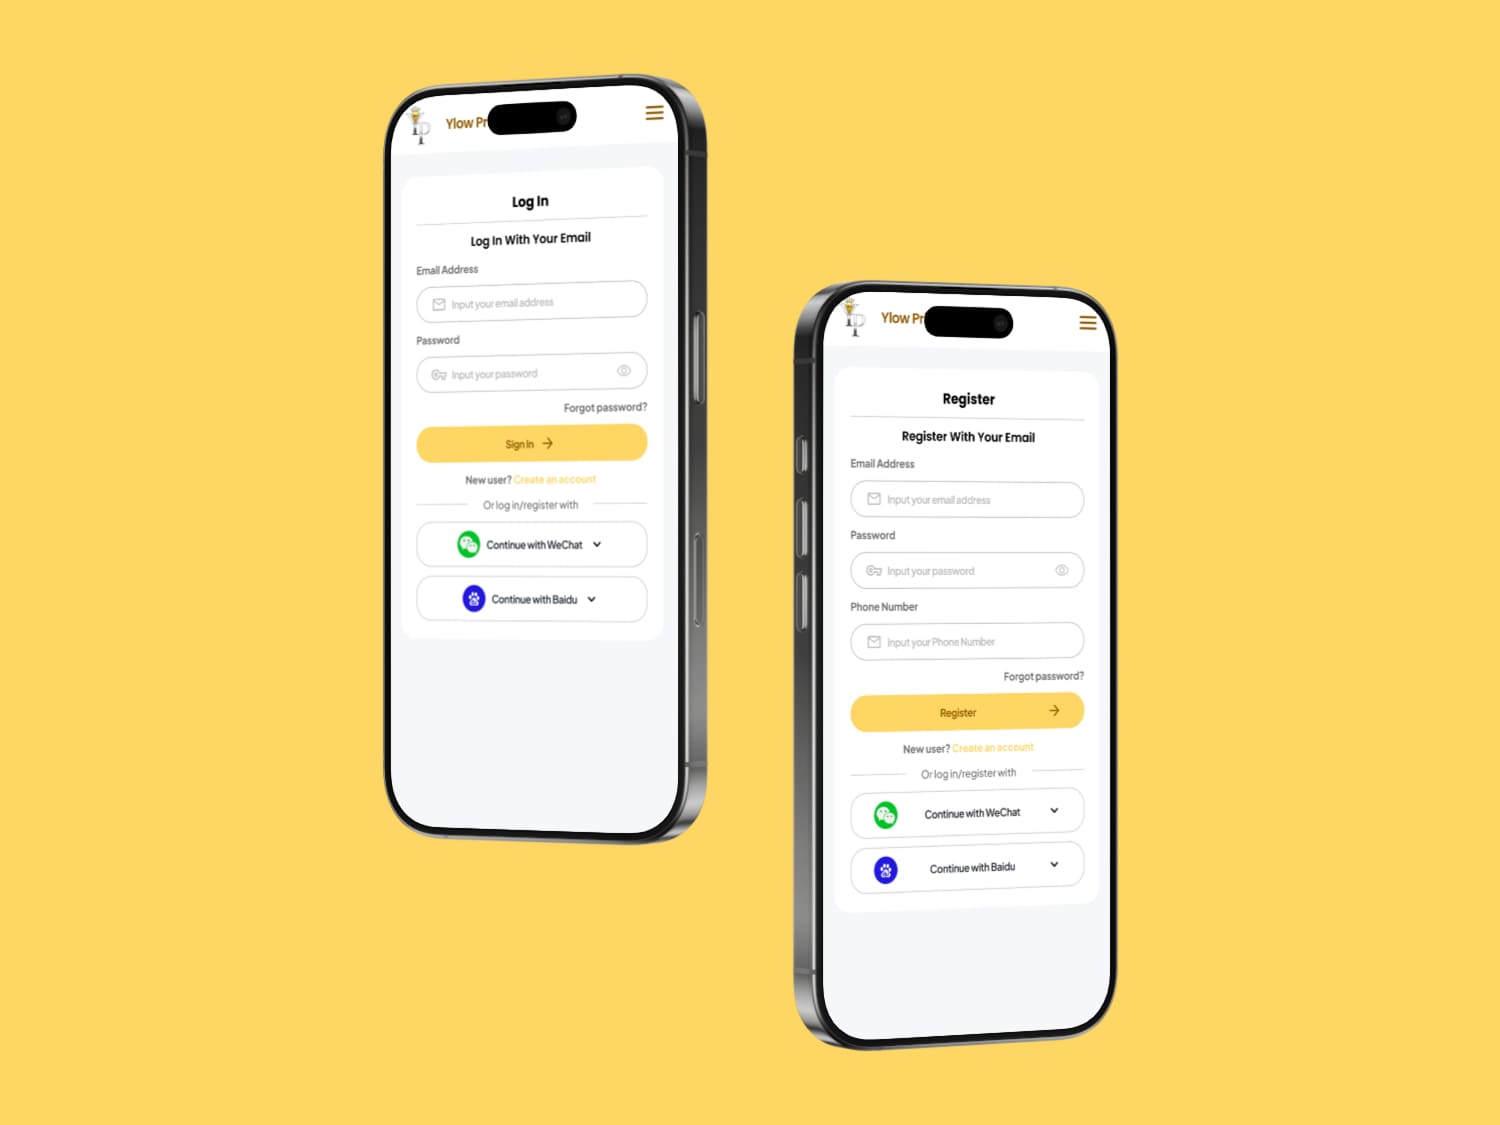 Ylow Pr
Log In
Log In With Your Email
Email Address
Input your email address
Password
Input your password
Forgot password?
Sign In
New user? Create an account
Or log in/register with
Continue with WeChat
Continue with Baidu
Ylow Pr
Register
Register With Your Email
Email Address
Input your email address
Password
Input your password
Phone Number
Input your Phone Number
Forgot password?
Register
New user? Create an account
Or log in/register with
Continue with WeChat
Continue with Baidu